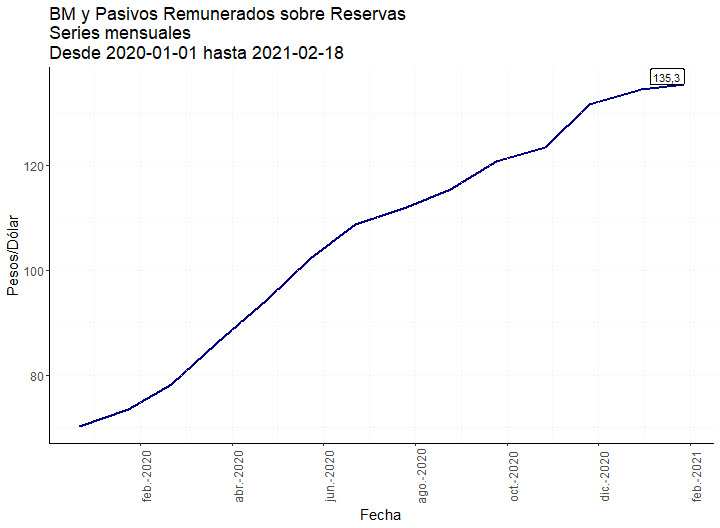 BM y Pasivos Remunerados sobre Reservas
Series mensuales
Desde 2020-01-01 hasta 2021-02-18
135,3
120
100
80
Pesos/Dólar
feb.-2020
abr.-2020
jun.-2020
ago.-2020
oct.-2020
dic.-2020
feb.-2021
Fecha